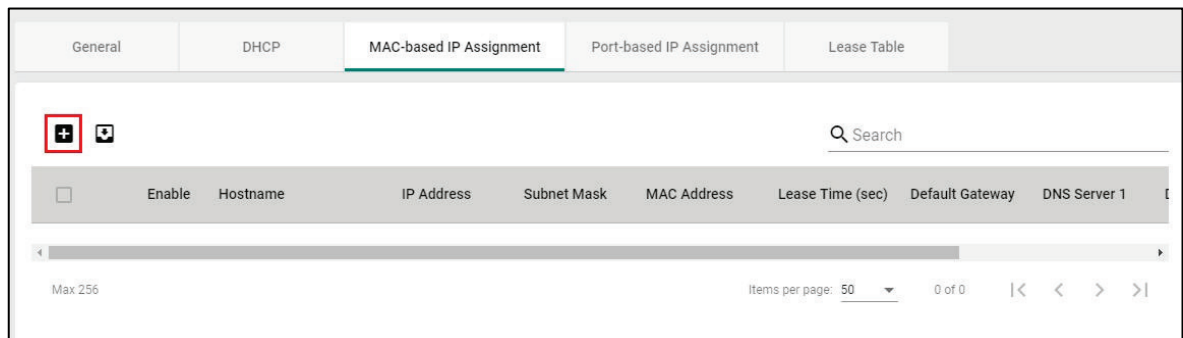 General DHCP MAC-based IP Assignment Port-based IP Assignment Lease Table
Search
Enable Hostname IP Address Subnet Mask MAC Address Lease Time (sec) Default Gateway DNS Server 1
Max 256 Items per page: 50 0 of 0